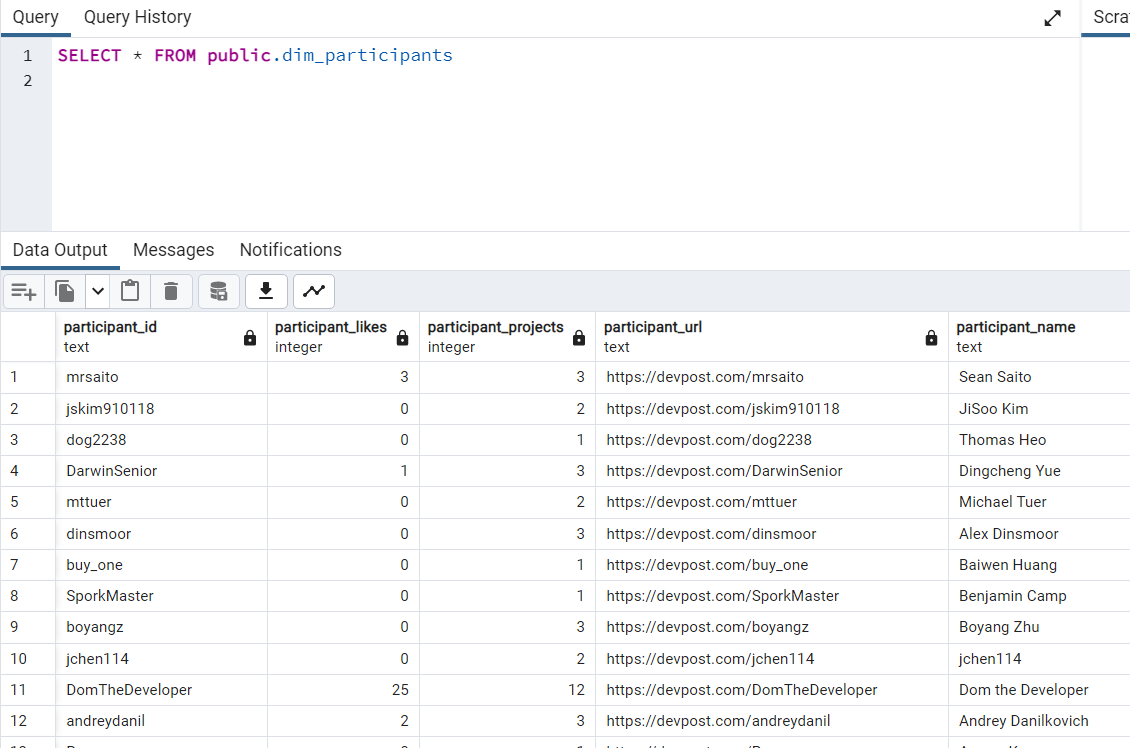 Query Query History Scra
1 SELECT * FROM public.dim_participants
2
Data Output Messages Notifications
participant_id participant_likes participant_projects participant_url participant_name
text integer integer text text
1 mrsaito 3 3 https://devpost.com/mrsaito Sean Saito
2 jskim910118 0 2 https://devpost.com/jskim910118 JiSoo Kim
3 dog2238 0 1 https://devpost.com/dog2238 Thomas Heo
4 DarwinSenior 1 3 https://devpost.com/DarwinSenior Dingcheng Yue
5 mttuer 0 2 https://devpost.com/mttuer Michael Tuer
6 dinsmoor 0 3 https://devpost.com/dinsmoor Alex Dinsmoor
7 buy_one 0 1 https://devpost.com/buy_one Baiwen Huang
8 SporkMaster 0 1 https://devpost.com/SporkMaster Benjamin Camp
9 boyangz 0 3 https://devpost.com/boyangz Boyang Zhu
10 jchen114 0 2 https://devpost.com/jchen114 jchen114
11 DomTheDeveloper 25 12 https://devpost.com/DomTheDeveloper Dom the Developer
12 andreydanil 2 3 https://devpost.com/andreydanil Andrey Danilkovich